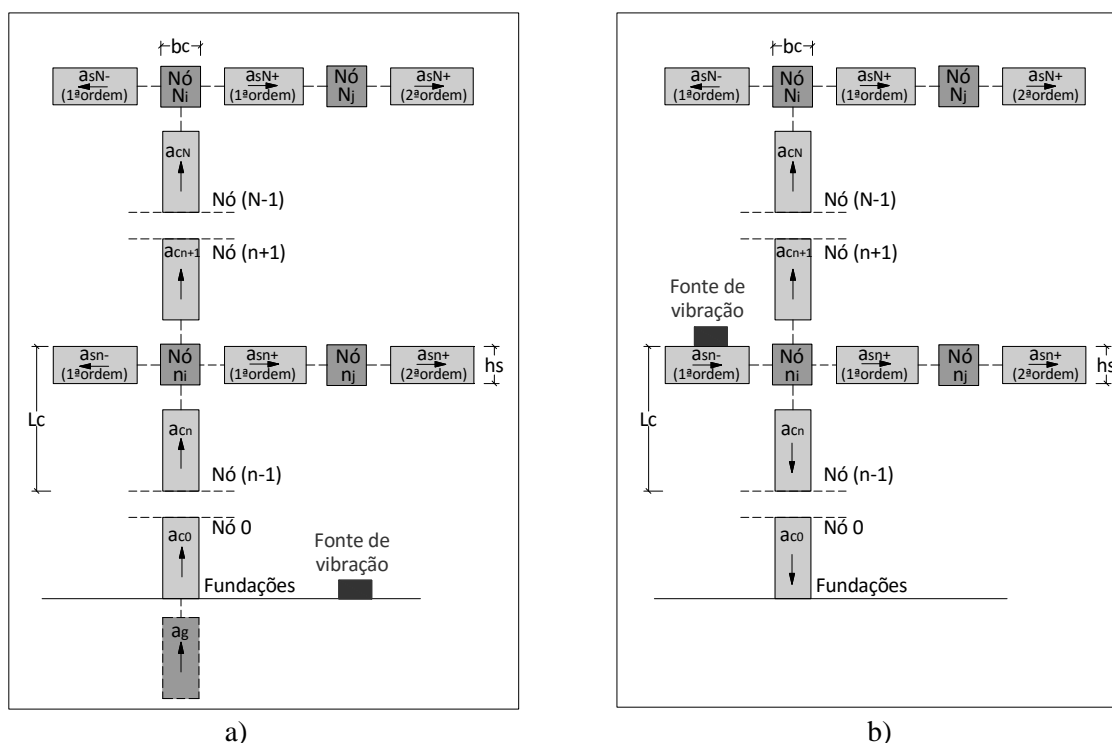 bc
asN-
(1ªordem)
Nó
Ni
asN+
(1ªordem)
Nó
Nj
asN+
(2ªordem)
acN
Nó (N-1)
acn+1
Nó (n+1)
asn-
(1ªordem)
Nó
ni
asn+
(1ªordem)
Nó
nj
asn+
(2ªordem)
hs
Lc
acn
Nó (n-1)
ac0
Nó 0
Fonte de
vibração
Fundações
ag
a)
bc
asN-
(1ªordem)
Nó
Ni
asN+
(1ªordem)
Nó
Nj
asN+
(2ªordem)
acN
Nó (N-1)
acn+1
Nó (n+1)
Fonte de
vibração
asn-
(1ªordem)
Nó
ni
asn+
(1ªordem)
Nó
nj
asn+
(2ªordem)
hs
Lc
acn
Nó (n-1)
ac0
Nó 0
Fundações
b)